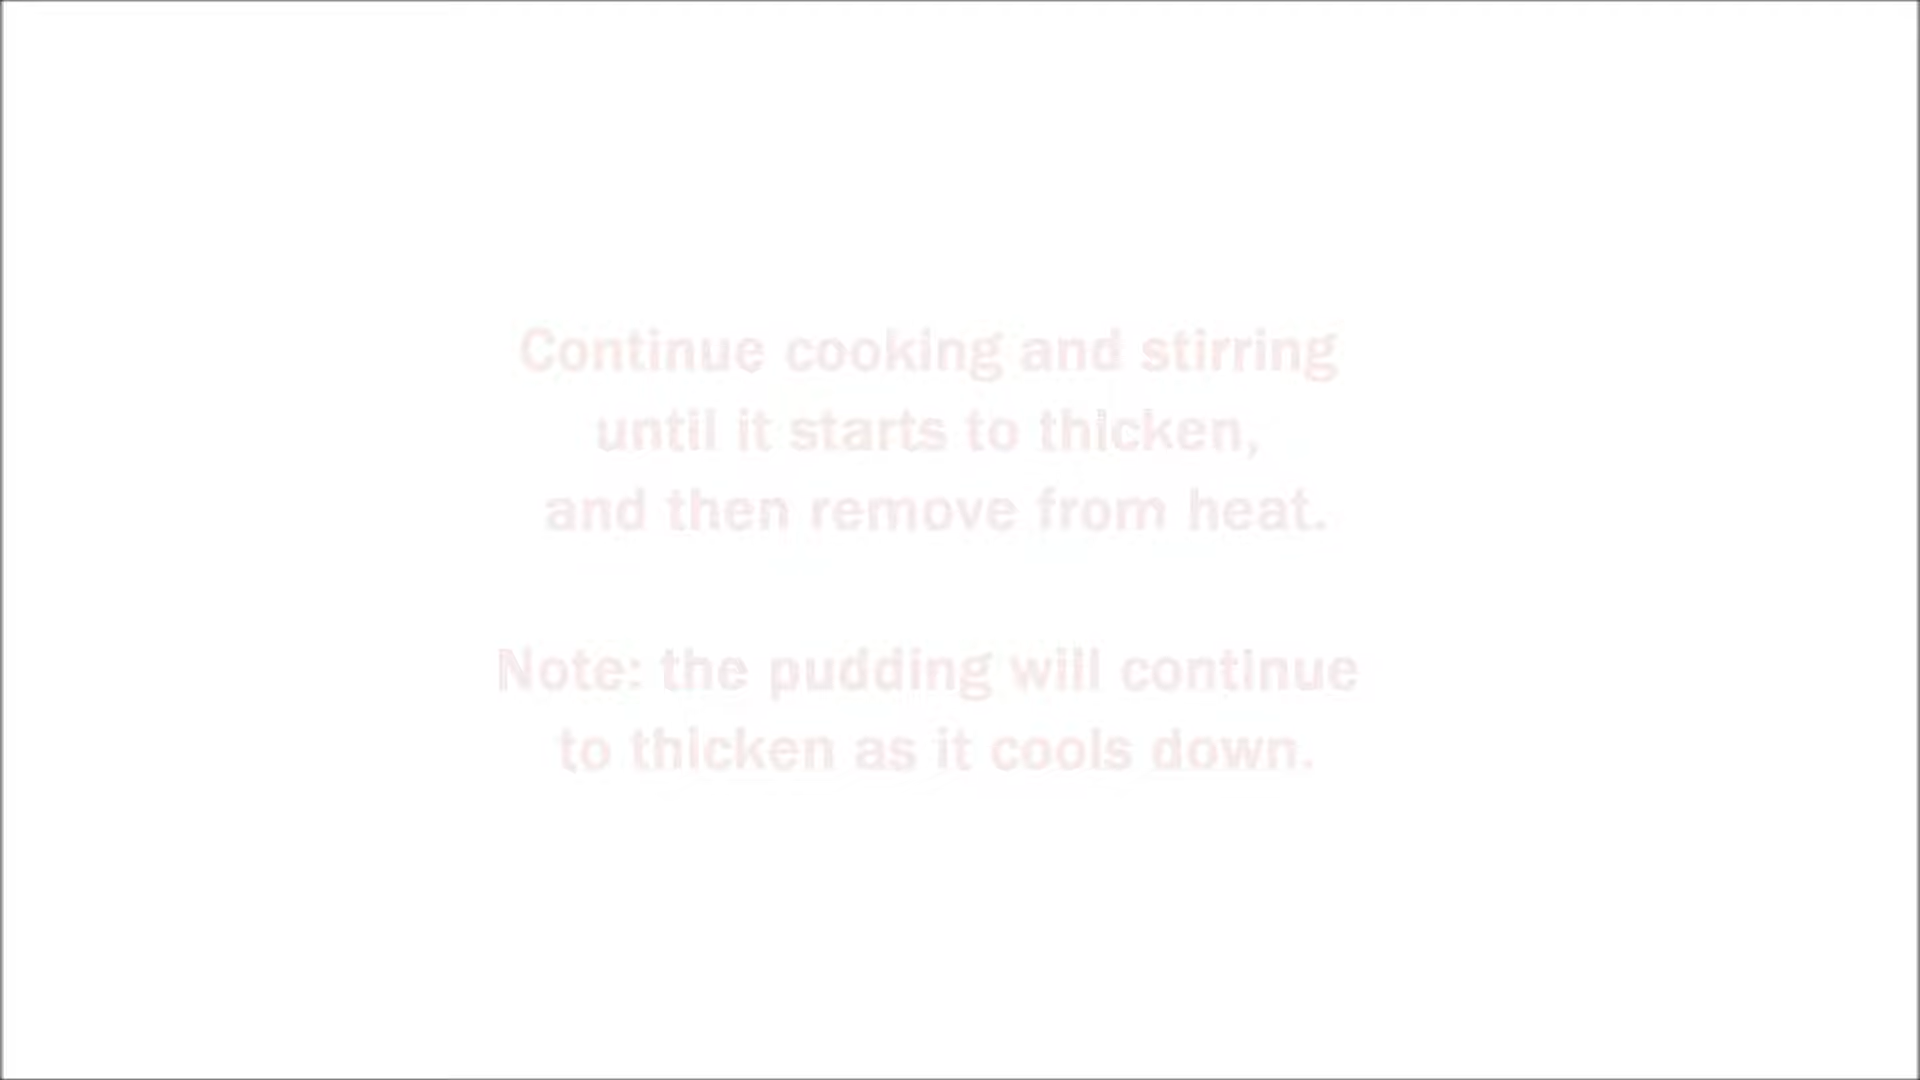 Continue cooking and stirring
until it starts to thicken,
and then remove from heat.
Note: the pudding will continue
to thicken as it cools down.